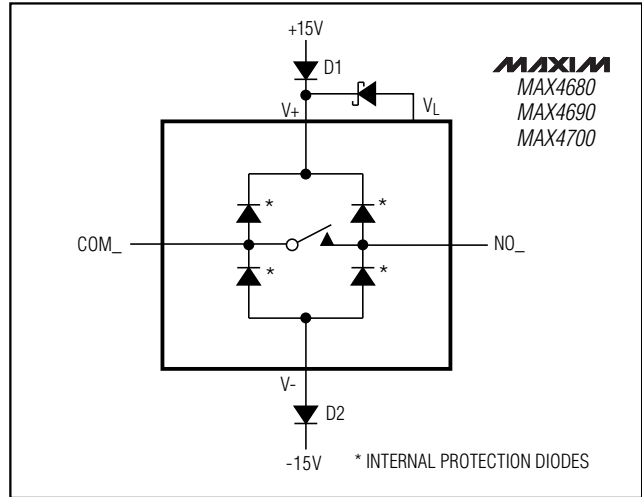 +15V
D1
MAXIM
MAX4680
MAX4690
MAX4700
V+
VL
*
*
COM_
NO_
*
*
V-
D2
-15V
* INTERNAL PROTECTION DIODES